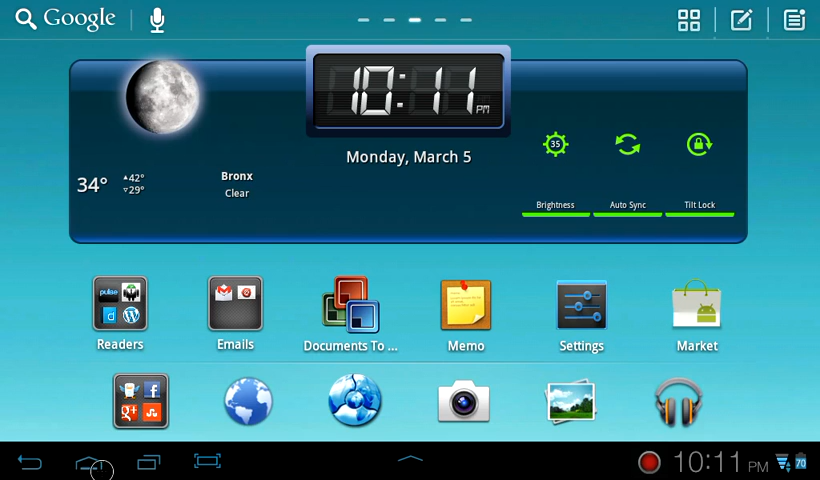 Google
10:11 PM
Monday, March 5
34°
▲42°
▽29°
Bronx
Clear
35
Brightness
Auto Sync
Tilt Lock
pulse
Readers
Emails
Documents To ...
Memo
Settings
Market
g+
10:11 PM
70